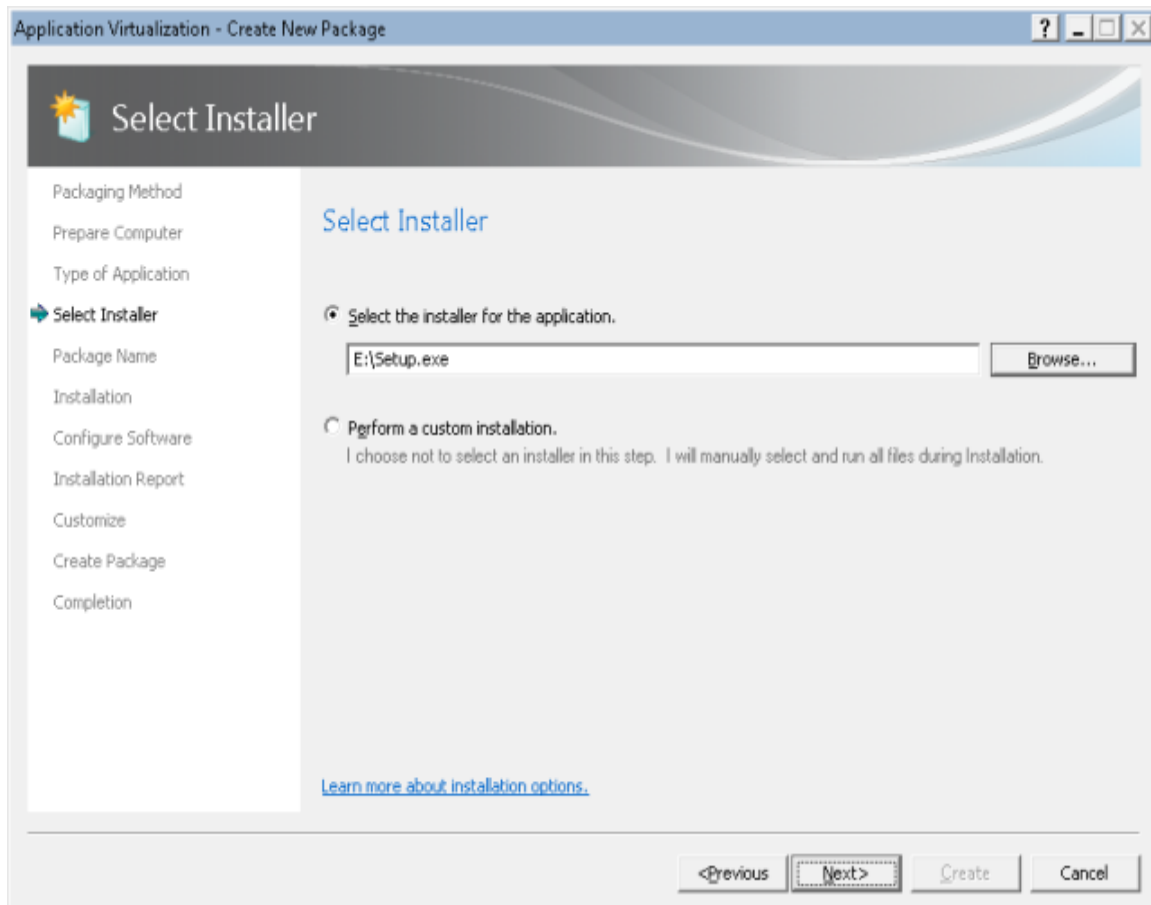 Application Virtualization - Create New Package
?
Select Installer
Packaging Method
Prepare Computer
Type of Application
Select Installer
Package Name
Installation
Configure Software
Installation Report
Customize
Create Package
Completion
Select Installer
Select the installer for the application.
E:\Setup.exe
Browse...
Perform a custom installation.
I choose not to select an installer in this step. I will manually select and run all files during Installation.
Learn more about installation options.
<Previous
Next>
Create
Cancel